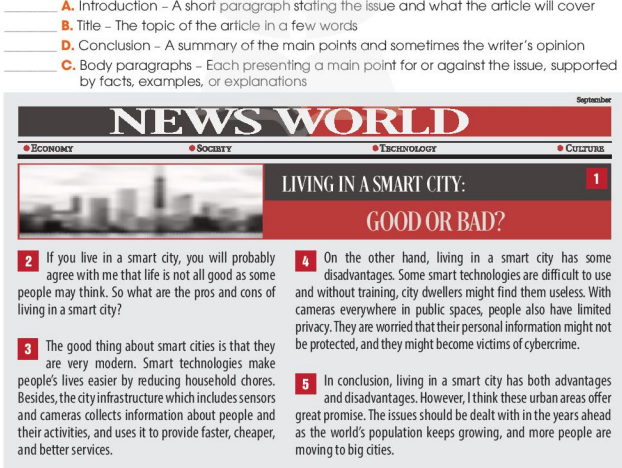 A. Introduction – A short paragraph stating the issue and what the article will cover
B. Title – The topic of the article in a few words
D. Conclusion – A summary of the main points and sometimes the writer's opinion
C. Body paragraphs – Each presenting a main point for or against the issue, supported
by facts, examples, or explanations
September
NEWS WORLD
ECONOMY SOCIETY TECHNOLOGY CULTURE
LIVING IN A SMART CITY: 1
GOOD OR BAD?
2 If you live in a smart city, you will probably
agree with me that life is not all good as some
people may think. So what are the pros and cons of
living in a smart city?
3 The good thing about smart cities is that they
are very modern. Smart technologies make
people's lives easier by reducing household chores.
Besides, the city infrastructure which includes sensors
and cameras collects information about people and
their activities, and uses it to provide faster, cheaper,
and better services.
4 On the other hand, living in a smart city has some
disadvantages. Some smart technologies are difficult to use
and without training, city dwellers might find them useless. With
cameras everywhere in public spaces, people also have limited
privacy. They are worried that their personal information might not
be protected, and they might become victims of cybercrime.
5 In conclusion, living in a smart city has both advantages
and disadvantages. However, I think these urban areas offer
great promise. The issues should be dealt with in the years ahead
as the world's population keeps growing, and more people are
moving to big cities.